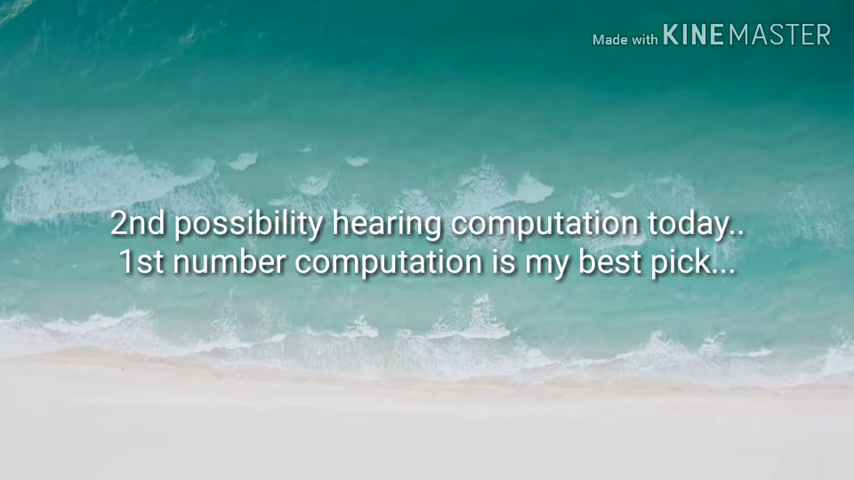 Made with KINEMASTER
2nd possibility hearing computation today..
1st number computation is my best pick...